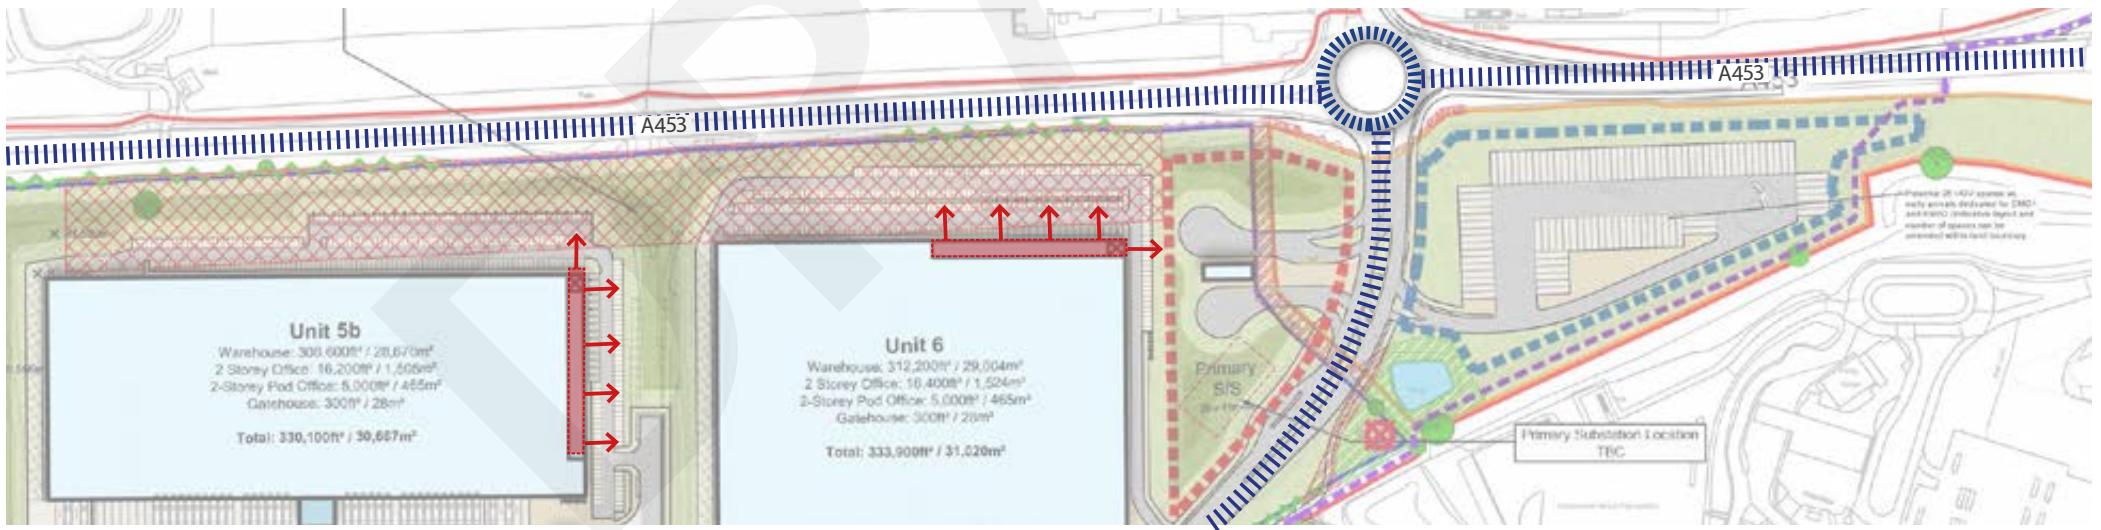 A453
A453
A453
Unit 5b
Warehouse: 308,600ft² / 28,670m²
2 Storey Office: 16,200ft² / 1,505m²
2-Storey Pod Office: 5,000ft² / 465m²
Gatehouse: 300ft² / 28m²
Total: 330,100ft² / 30,667m²
Unit 6
Warehouse: 312,200ft² / 29,004m²
2 Storey Office: 16,400ft² / 1,524m²
2-Storey Pod Office: 5,000ft² / 465m²
Gatehouse: 300ft² / 28m²
Total: 333,900ft² / 31,020m²
Primary
S/S
Primary Substation Location
TBC